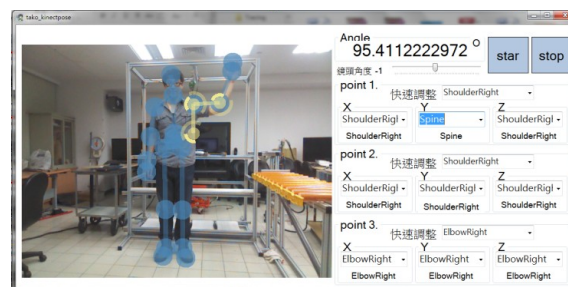 tako_kinectpose
Angle
95.4112222972 °
star
stop
鏡頭角度 -1
point 1.
快速調整 ShoulderRight
X Y Z
ShoulderRigl Spine ShoulderRigl
ShoulderRight Spine ShoulderRight
point 2.
快速調整 ShoulderRight
X Y Z
ShoulderRigl ShoulderRigl ShoulderRigl
ShoulderRight ShoulderRight ShoulderRight
point 3.
快速調整 ElbowRight
X Y Z
ElbowRight ElbowRight ElbowRight
ElbowRight ElbowRight ElbowRight